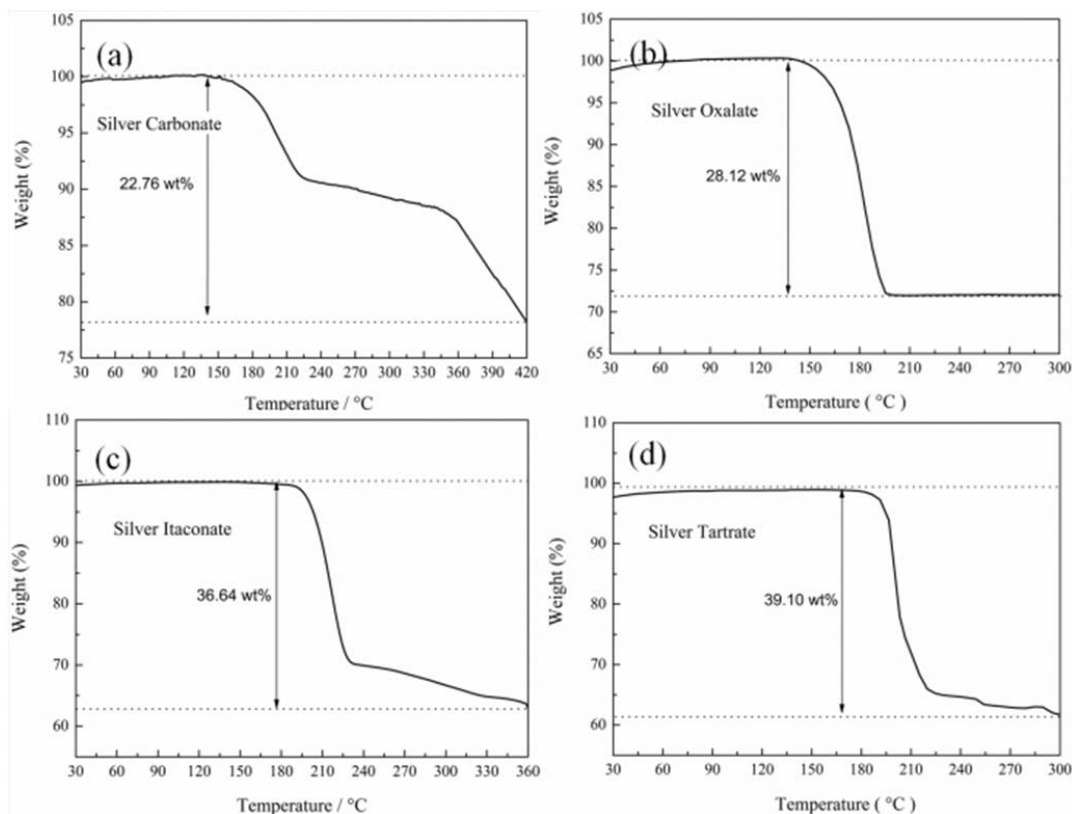 (a)
Silver Carbonate
22.76 wt%
Weight (%)
105
100
95
90
85
80
75
30 60 90 120 150 180 210 240 270 300 330 360 390 420
Temperature / °C
(b)
Silver Oxalate
28.12 wt%
Weight (%)
105
100
95
90
85
80
75
70
65
30 60 90 120 150 180 210 240 270 300
Temperature ( °C )
(c)
Silver Itaconate
36.64 wt%
Weight (%)
110
100
90
80
70
60
30 60 90 120 150 180 210 240 270 300 330 360
Temperature / °C
(d)
Silver Tartrate
39.10 wt%
Weight (%)
110
100
90
80
70
60
30 60 90 120 150 180 210 240 270 300
Temperature ( °C )